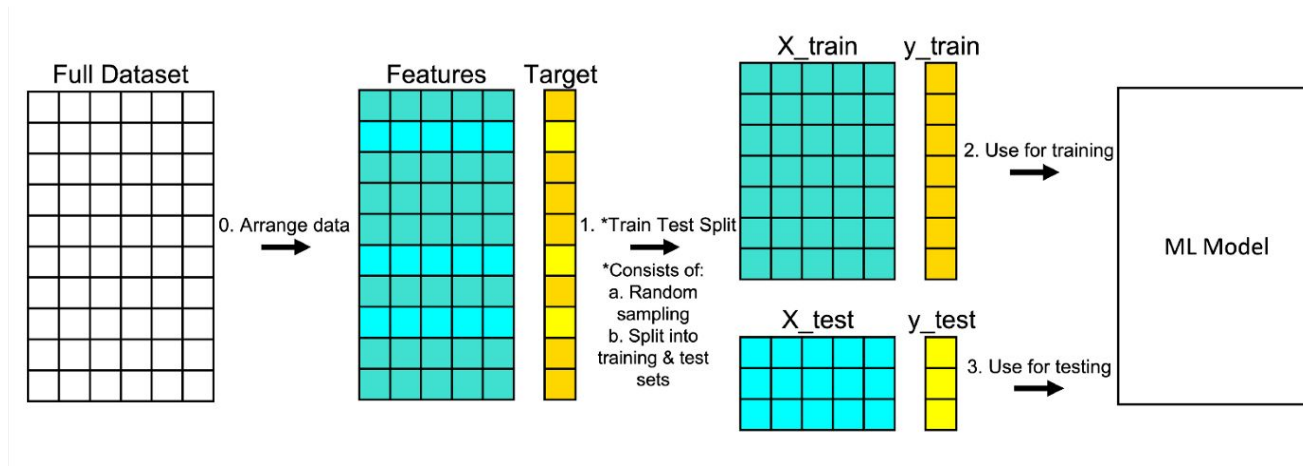 Full Dataset
0. Arrange data
Features
Target
1. *Train Test Split
*Consists of:
a. Random
sampling
b. Split into
training & test
sets
X_train
y_train
2. Use for training
X_test
y_test
3. Use for testing
ML Model